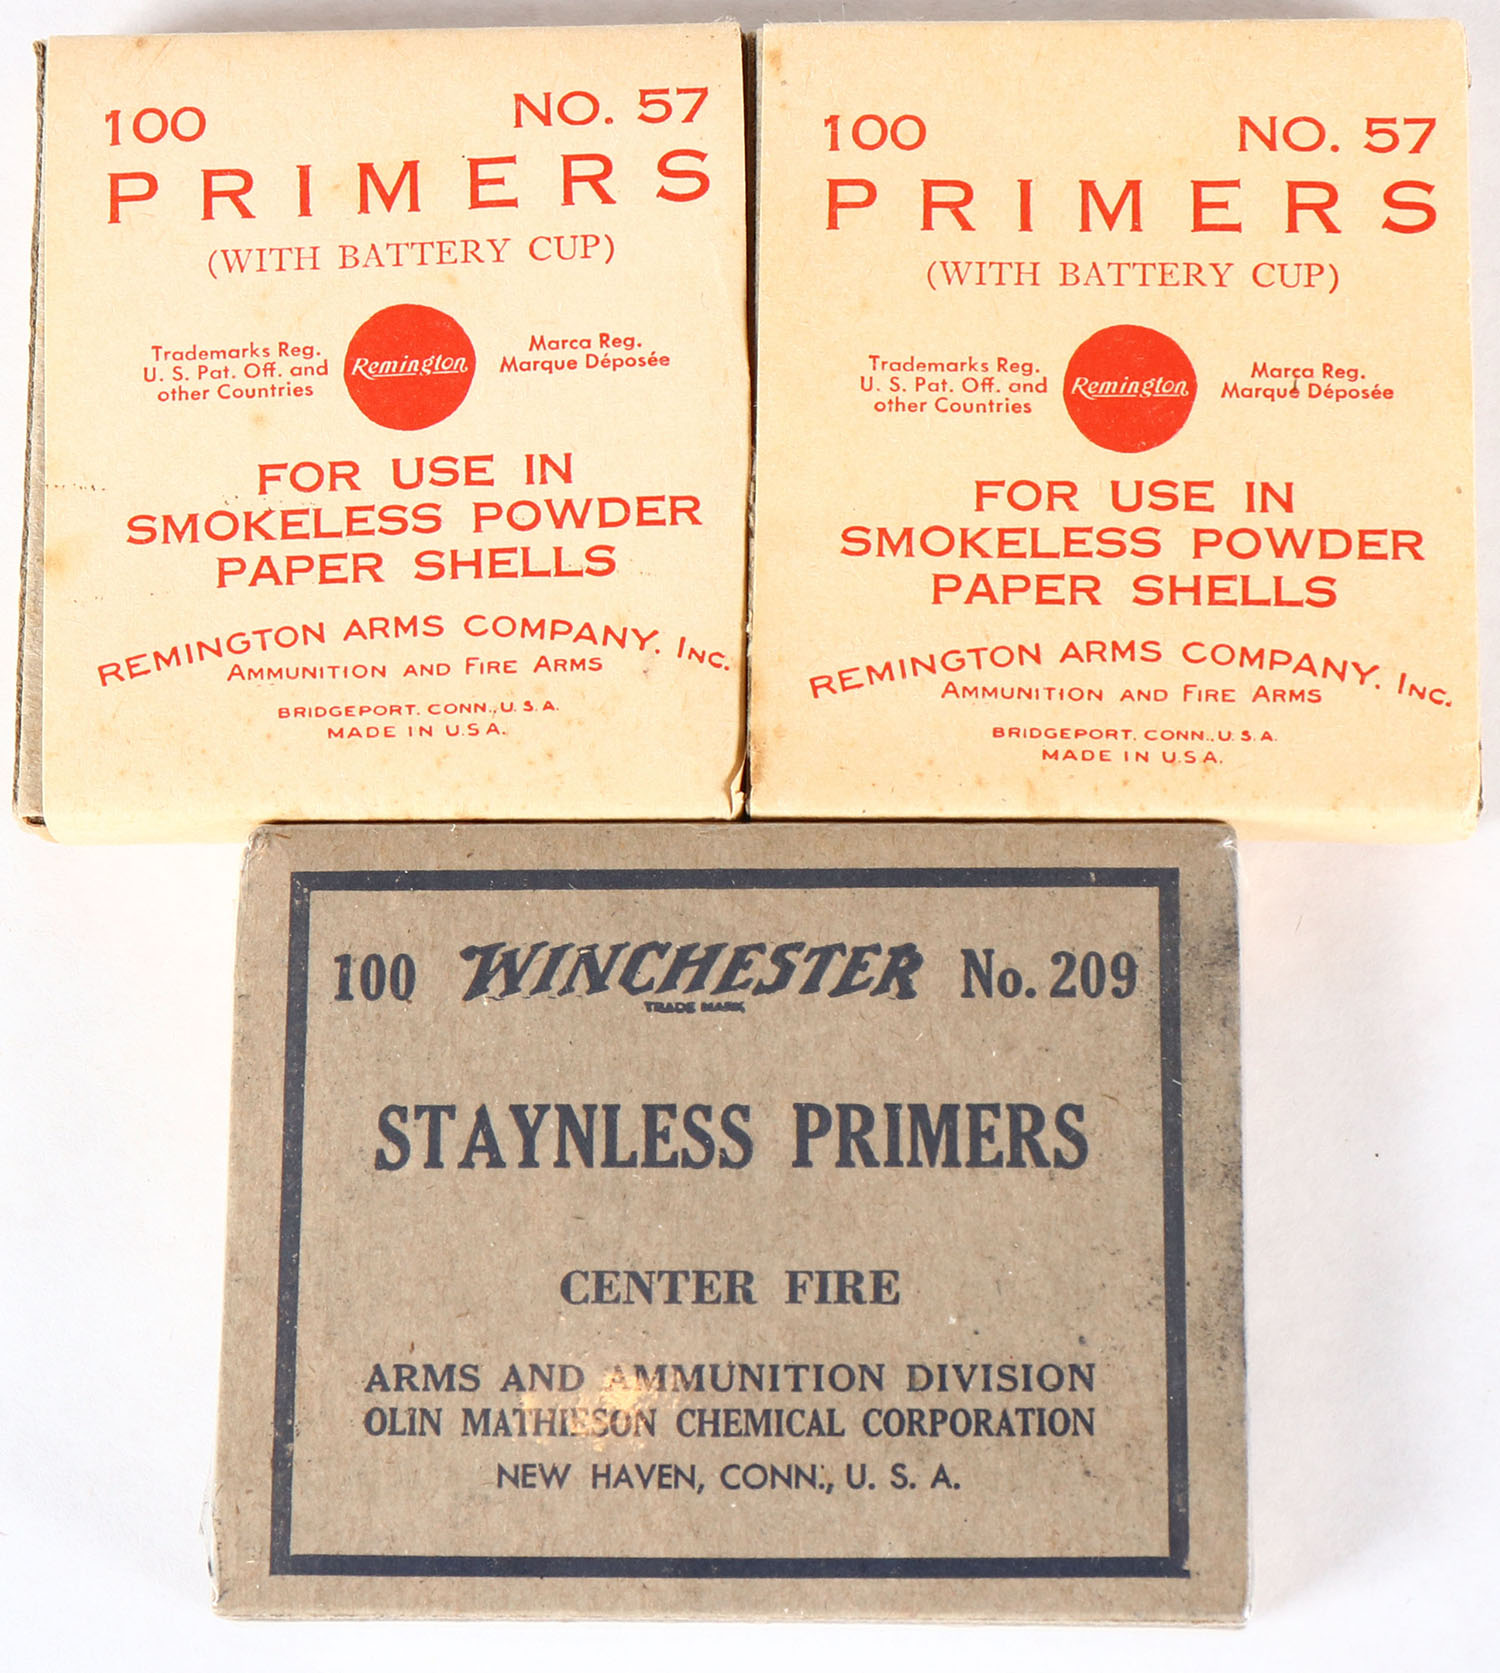 100 NO. 57
PRIMERS
(WITH BATTERY CUP)
Trademarks Reg.
U. S. Pat. Off. and
other Countries
Remington
Marca Reg.
Marque Déposée
FOR USE IN
SMOKELESS POWDER
PAPER SHELLS
REMINGTON ARMS COMPANY. INC.
AMMUNITION AND FIRE ARMS
BRIDGEPORT. CONN., U. S. A.
MADE IN U.S.A.
100 NO. 57
PRIMERS
(WITH BATTERY CUP)
Trademarks Reg.
U. S. Pat. Off. and
other Countries
Remington
Marca Reg.
Marque Déposée
FOR USE IN
SMOKELESS POWDER
PAPER SHELLS
REMINGTON ARMS COMPANY. INC.
AMMUNITION AND FIRE ARMS
BRIDGEPORT. CONN., U. S. A.
MADE IN U.S.A.
100 WINCHESTER No. 209
TRADE MARK
STAYNLESS PRIMERS
CENTER FIRE
ARMS AND AMMUNITION DIVISION
OLIN MATHIESON CHEMICAL CORPORATION
NEW HAVEN, CONN., U. S. A.